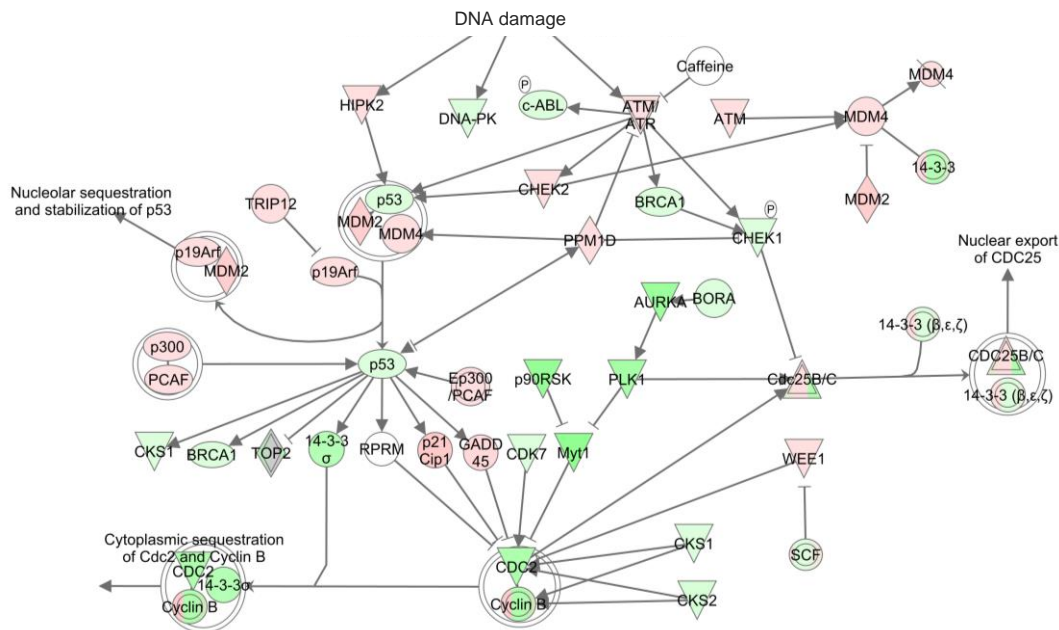 DNA damage
Caffeine
MDM4
P
HIPK2
DNA-PK
c-ABL
ATM/
ATR
ATM
MDM4
14-3-3
Nucleolar sequestration
and stabilization of p53
TRIP12
p53
MDM2
MDM4
CHEK2
BRCA1
P
CHEK1
MDM2
PPM1D
p19Arf
MDM2
p19Arf
Nuclear export
of CDC25
AURKA
BORA
14-3-3 (β,ε,ζ)
p300
PCAF
p53
Ep300
/PCAF
p90RSK
PLK1
Cdc25B/C
CDC25B/C
14-3-3 (β,ε,ζ)
CKS1
BRCA1
TOP2
14-3-3
σ
RPRM
p21
Cip1
GADD
45
CDK7
Myt1
WEE1
Cytoplasmic sequestration
of Cdc2 and Cyclin B
CDC2
14-3-3σ
Cyclin B
CDC2
Cyclin B
CKS1
CKS2
SCF